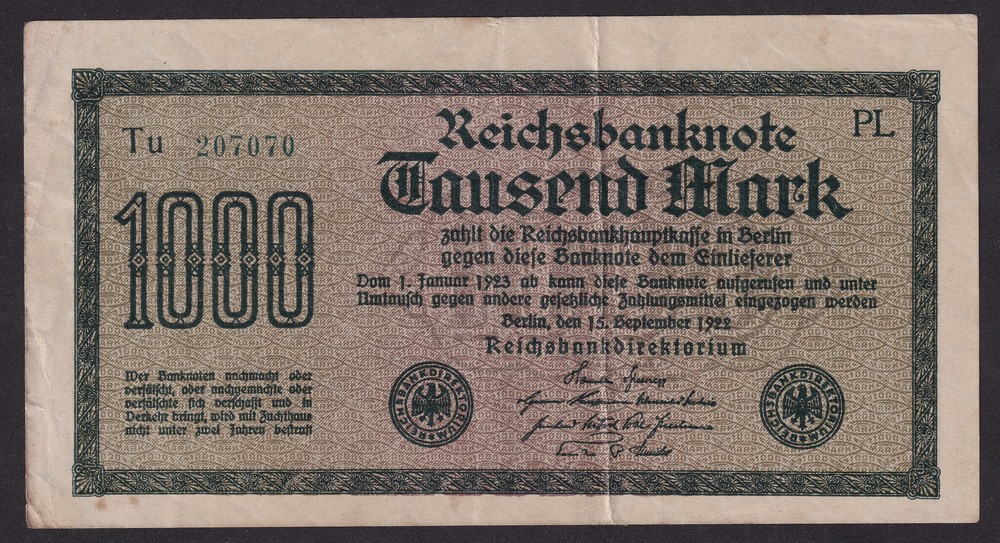 Reichsbanknote
PL
Tu 207070
Tausend Mark
1000
zahlt die Reichsbankhauptkasse in Berlin
gegen diese Banknote dem Einlieferer
Vom 1. Januar 1923 ab kann diese Banknote aufgerufen und unter
Umtausch gegen andere gesetzliche Zahlungsmittel eingezogen werden
Berlin, den 15. September 1922
Reichsbankdirektorium
Wer Banknoten nachmacht oder
verfälscht, oder nachgemachte oder
verfälschte sich verschafft und in
Verkehr bringt, wird mit Zuchthaus
nicht unter zwei Jahren bestraft
REICHSBANKDIREKTORIUM
REICHSBANKDIREKTORIUM